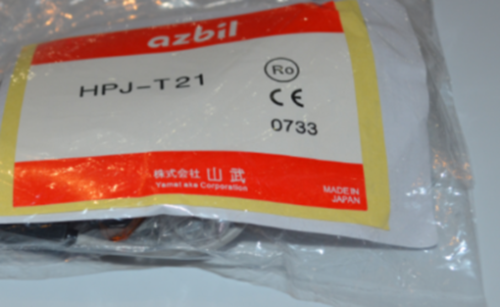 azbil
HPJ-T21
Ro
CE
0733
株式会社 山武
Yamatake Corporation
MADE IN
JAPAN